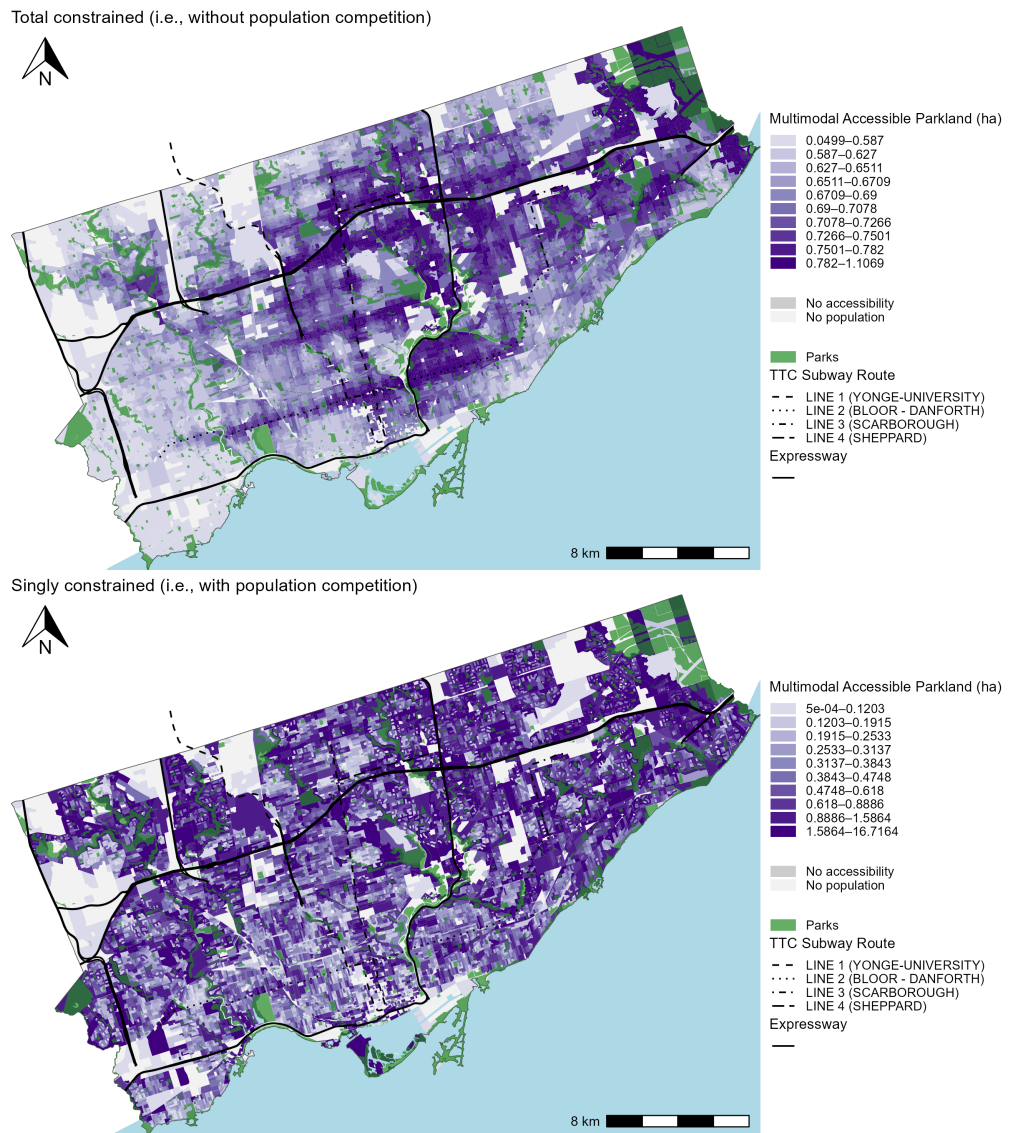 Total constrained (i.e., without population competition)
N
Multimodal Accessible Parkland (ha)
0.0499–0.587
0.587–0.627
0.627–0.6511
0.6511–0.6709
0.6709–0.69
0.69–0.7078
0.7078–0.7266
0.7266–0.7501
0.7501–0.782
0.782–1.1069
No accessibility
No population
Parks
TTC Subway Route
LINE 1 (YONGE-UNIVERSITY)
LINE 2 (BLOOR - DANFORTH)
LINE 3 (SCARBOROUGH)
LINE 4 (SHEPPARD)
Expressway
8 km
Singly constrained (i.e., with population competition)
N
Multimodal Accessible Parkland (ha)
5e-04–0.1203
0.1203–0.1915
0.1915–0.2533
0.2533–0.3137
0.3137–0.3843
0.3843–0.4748
0.4748–0.618
0.618–0.8886
0.8886–1.5864
1.5864–16.7164
No accessibility
No population
Parks
TTC Subway Route
LINE 1 (YONGE-UNIVERSITY)
LINE 2 (BLOOR - DANFORTH)
LINE 3 (SCARBOROUGH)
LINE 4 (SHEPPARD)
Expressway
8 km